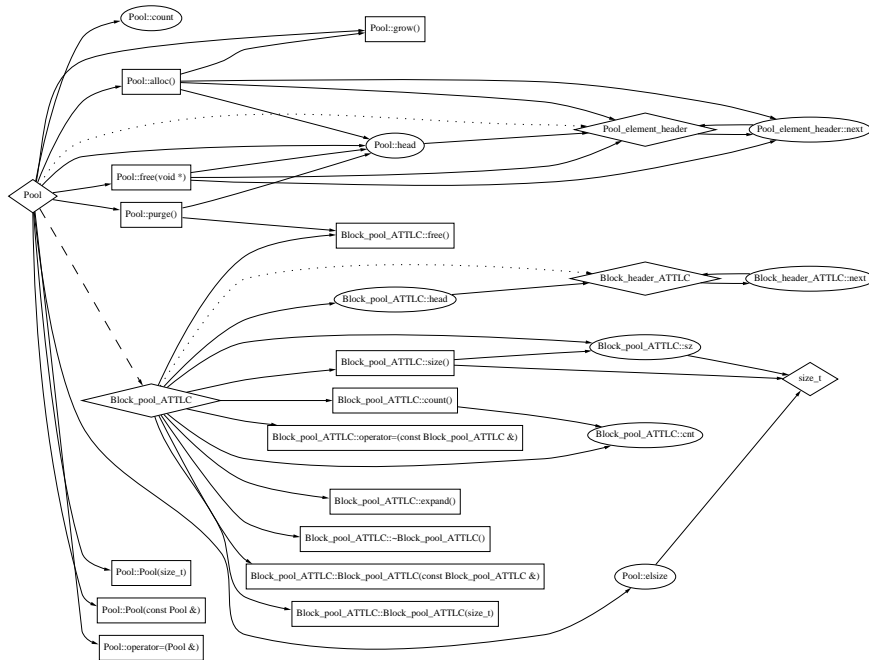 Pool::count
Pool::grow()
Pool::alloc()
Pool_element_header
Pool_element_header::next
Pool::head
Pool::free(void *)
Pool
Pool::purge()
Block_pool_ATTLC::free()
Block_header_ATTLC
Block_header_ATTLC::next
Block_pool_ATTLC::head
Block_pool_ATTLC::sz
Block_pool_ATTLC::size()
size_t
Block_pool_ATTLC
Block_pool_ATTLC::count()
Block_pool_ATTLC::operator=(const Block_pool_ATTLC &)
Block_pool_ATTLC::cnt
Block_pool_ATTLC::expand()
Block_pool_ATTLC::~Block_pool_ATTLC()
Pool::Pool(size_t)
Block_pool_ATTLC::Block_pool_ATTLC(const Block_pool_ATTLC &)
Pool::elsize
Pool::Pool(const Pool &)
Block_pool_ATTLC::Block_pool_ATTLC(size_t)
Pool::operator=(Pool &)